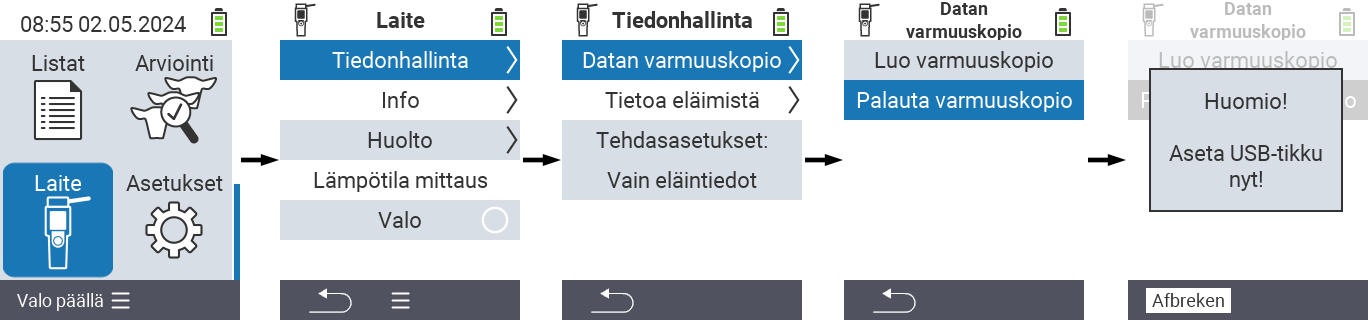 08:55 02.05.2024
Listat
Arviointi
Laite
Asetukset
Valo päällä
Laite
Tiedonhallinta
Info
Huolto
Lämpötila mittaus
Valo
Tiedonhallinta
Datan varmuuskopio
Tietoa eläimistä
Tehdasasetukset:
Vain eläintiedot
Datan
varmuuskopio
Luo varmuuskopio
Palauta varmuuskopio
Datan
varmuuskopio
Luo varmuuskopio
P
o
Huomio!
Aseta USB-tikku
nyt!
Afbreken